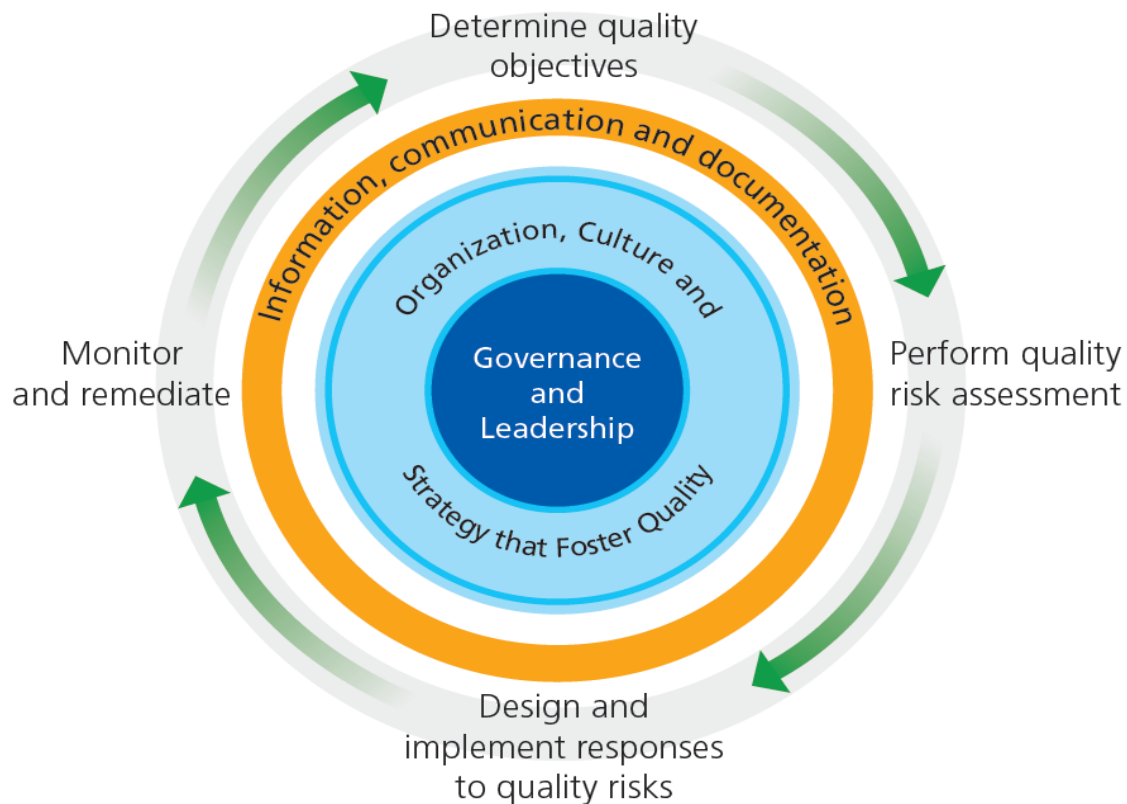 Determine quality
objectives
Information, communication and documentation
Organization, Culture and
Governance
and
Leadership
Strategy that Foster Quality
Monitor
and remediate
Perform quality
risk assessment
Design and
implement responses
to quality risks